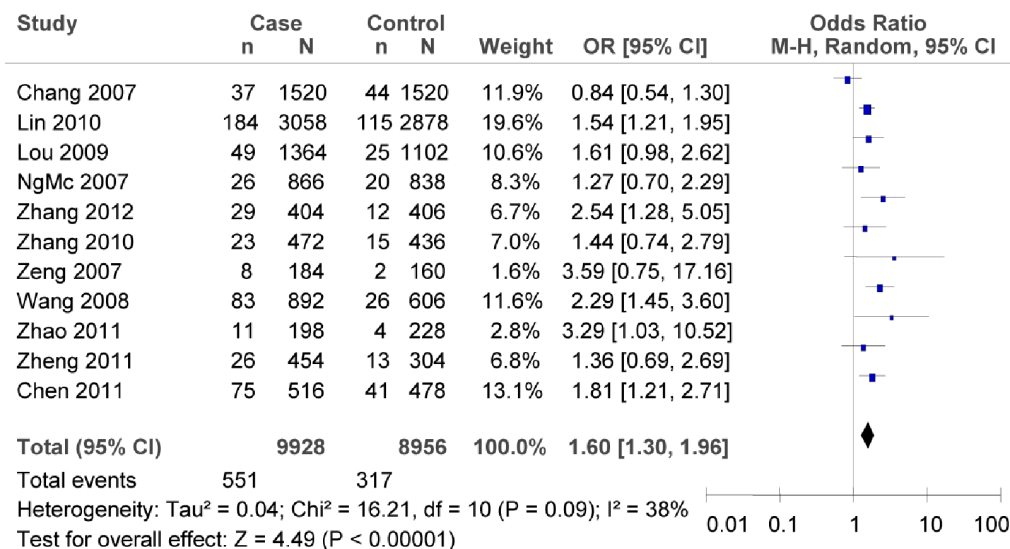 Study Case Control Odds Ratio
n N n N Weight OR [95% CI] M-H, Random, 95% CI
Chang 2007 37 1520 44 1520 11.9% 0.84 [0.54, 1.30]
Lin 2010 184 3058 115 2878 19.6% 1.54 [1.21, 1.95]
Lou 2009 49 1364 25 1102 10.6% 1.61 [0.98, 2.62]
NgMc 2007 26 866 20 838 8.3% 1.27 [0.70, 2.29]
Zhang 2012 29 404 12 406 6.7% 2.54 [1.28, 5.05]
Zhang 2010 23 472 15 436 7.0% 1.44 [0.74, 2.79]
Zeng 2007 8 184 2 160 1.6% 3.59 [0.75, 17.16]
Wang 2008 83 892 26 606 11.6% 2.29 [1.45, 3.60]
Zhao 2011 11 198 4 228 2.8% 3.29 [1.03, 10.52]
Zheng 2011 26 454 13 304 6.8% 1.36 [0.69, 2.69]
Chen 2011 75 516 41 478 13.1% 1.81 [1.21, 2.71]
Total (95% CI) 9928 8956 100.0% 1.60 [1.30, 1.96]
Total events 551 317
Heterogeneity: Tau² = 0.04; Chi² = 16.21, df = 10 (P = 0.09); I² = 38%
0.01 0.1 1 10 100
Test for overall effect: Z = 4.49 (P < 0.00001)